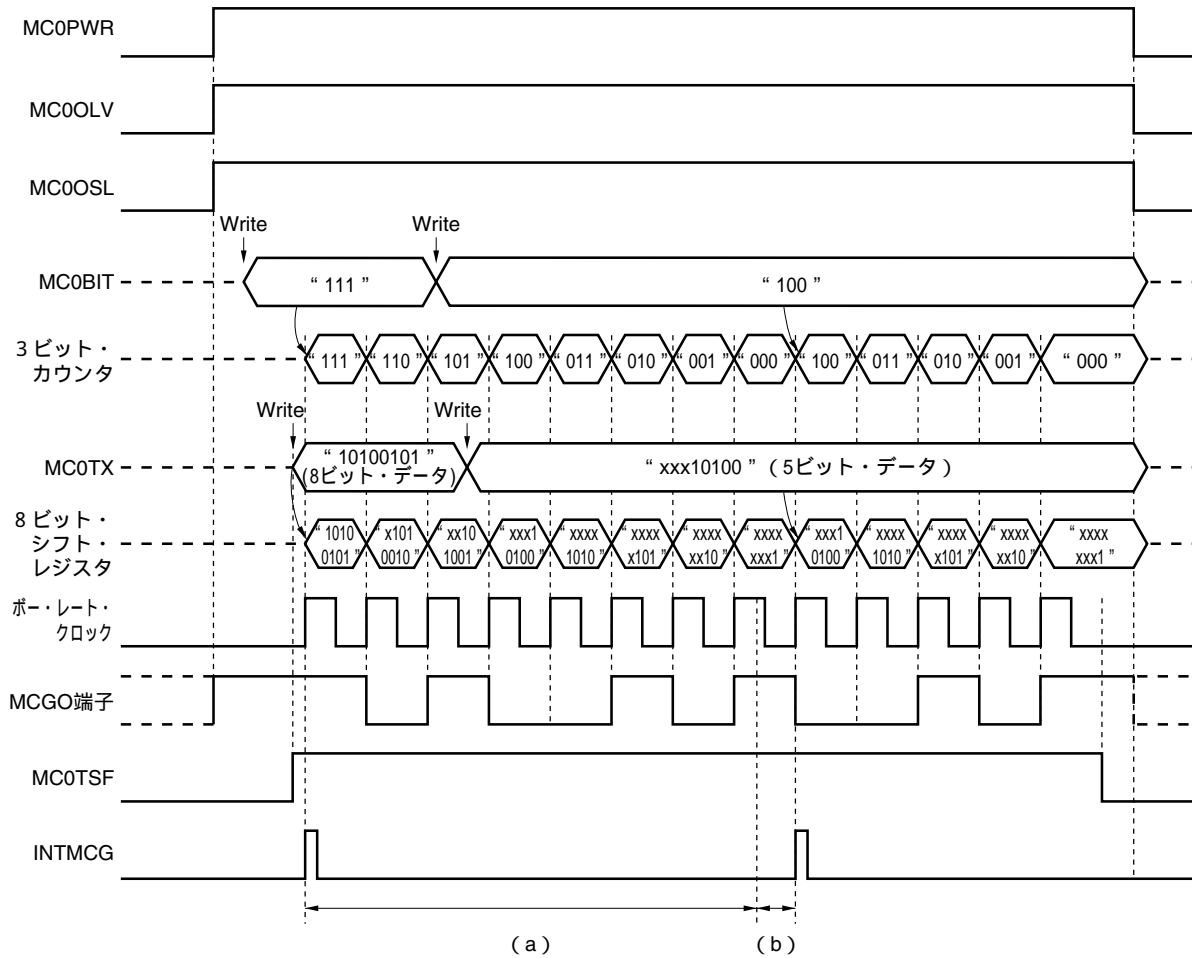 MC0PWR
MC0OLV
MC0OSL
Write Write
MC0BIT “ 111 ” “ 100 ”
3 ビット・
カウンタ
“ 111 ” “ 110 ” “ 101 ” “ 100 ” “ 011 ” “ 010 ” “ 001 ” “ 000 ” “ 100 ” “ 011 ” “ 010 ” “ 001 ” “ 000 ”
Write Write
MC0TX
“ 10100101 ”
(8ビット・データ)
“ xxx10100 ” ( 5ビット・データ )
8 ビット・
シフト・
レジスタ
“ 1010 “ x101 “ xx10 “ xxx1 “ xxxx “ xxxx “ xxxx “ xxxx “ xxx1 “ xxxx “ xxxx “ xxxx “ xxxx
0101 ” 0010 ” 1001 ” 0100 ” 1010 ” x101 ” xx10 ” xxx1 ” 0100 ” 1010 ” x101 ” xx10 ” xxx1 ”
ボー・レート・
クロック
MCGO端子
MC0TSF
INTMCG
( a ) ( b )